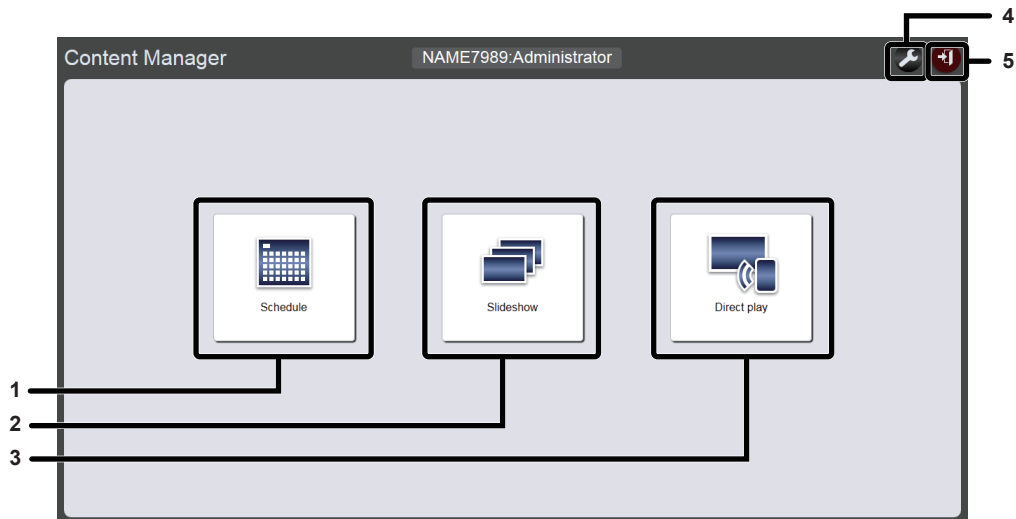 4
Content Manager NAME7989:Administrator
5
Schedule Slideshow Direct play
1
2
3